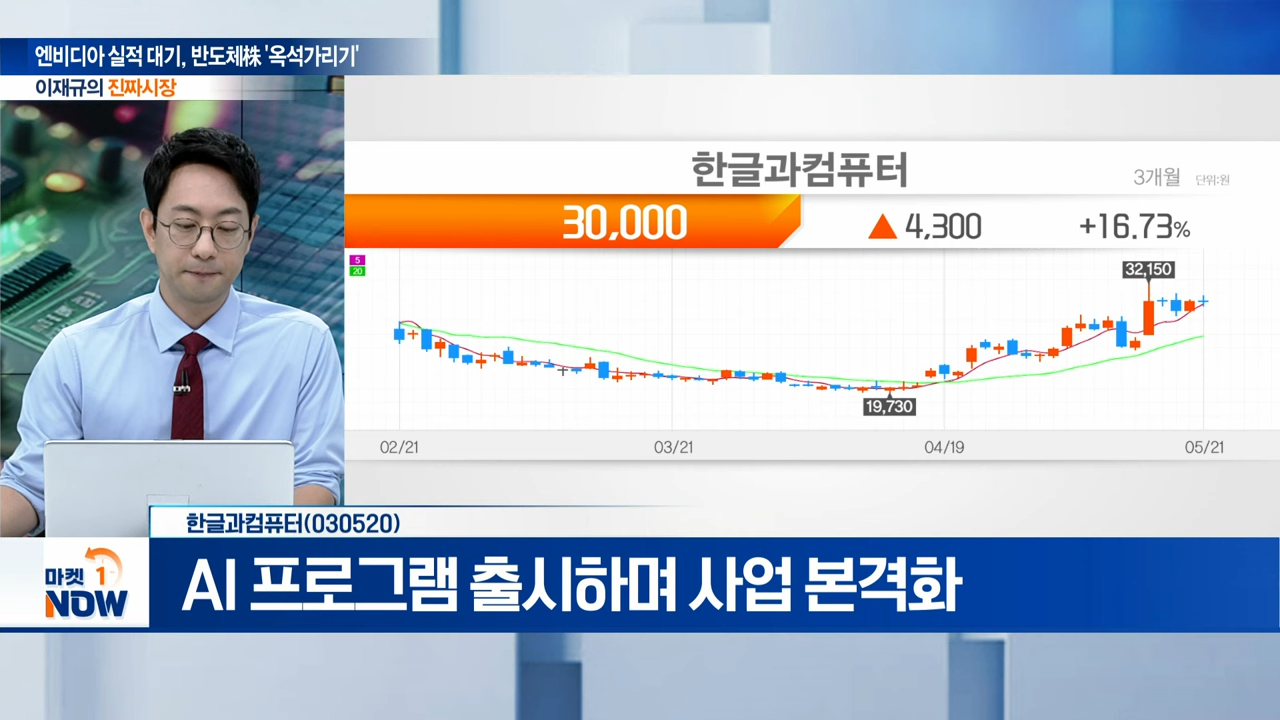 엔비디아 실적 대기, 반도체株 '옥석가리기'
이재규의 진짜시장
한글과컴퓨터
3개월 단위:원
30,000 ▲ 4,300 +16.73%
5
20
32,150
19,730
02/21 03/21 04/19 05/21
한글과컴퓨터(030520)
마켓 1
NOW
AI 프로그램 출시하며 사업 본격화